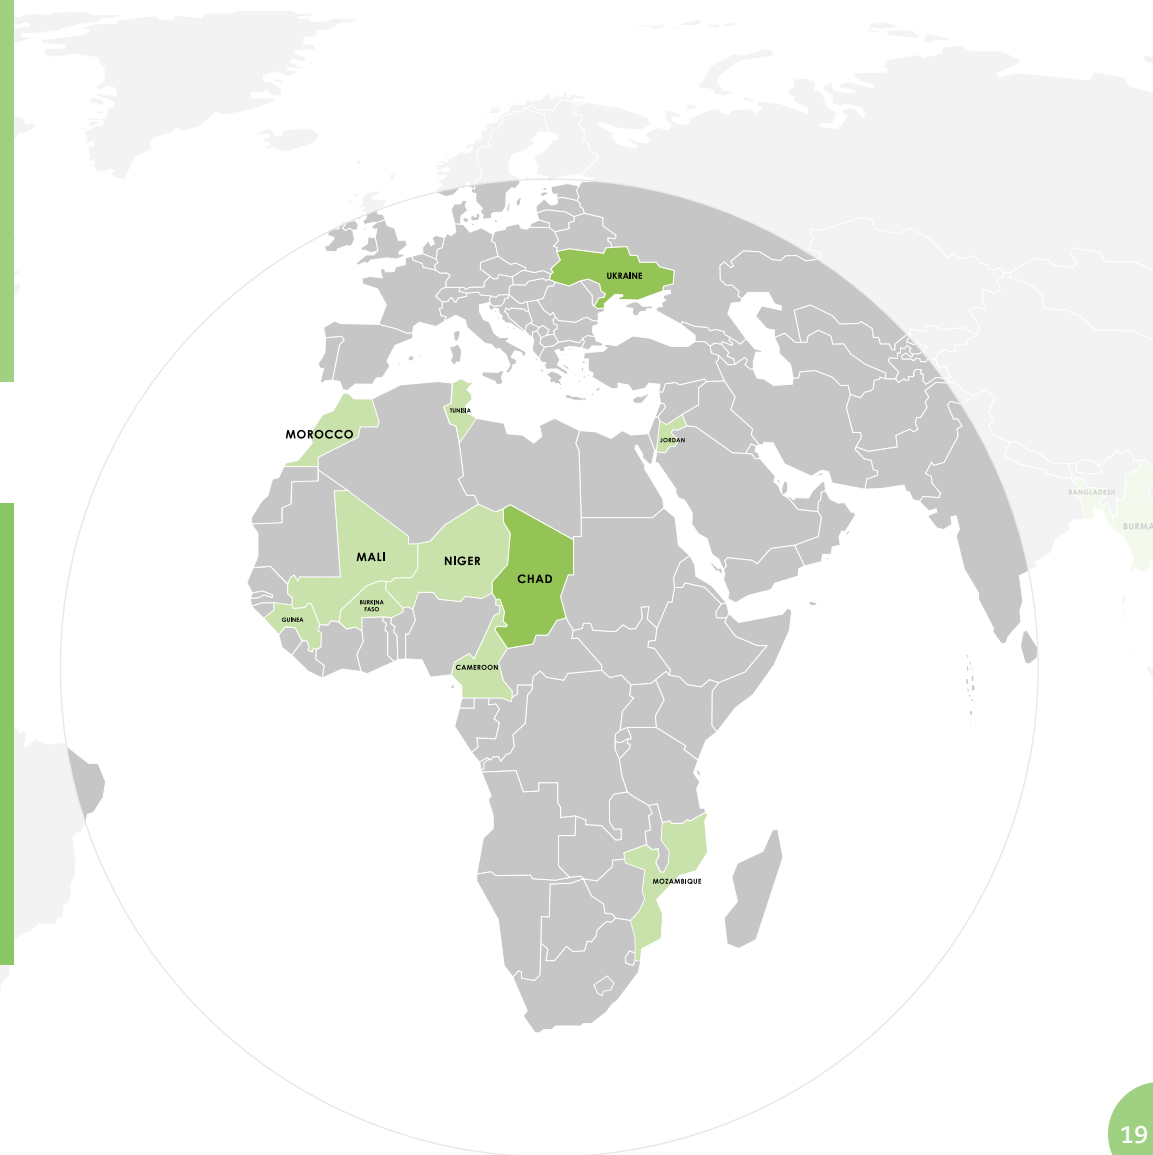 UKRAINE
TUNISIA
MOROCCO
JORDAN
BANGLADESH
BURMA
MALI
NIGER
CHAD
BURKINA
FASO
GUINEA
CAMEROON
MOZAMBIQUE
19